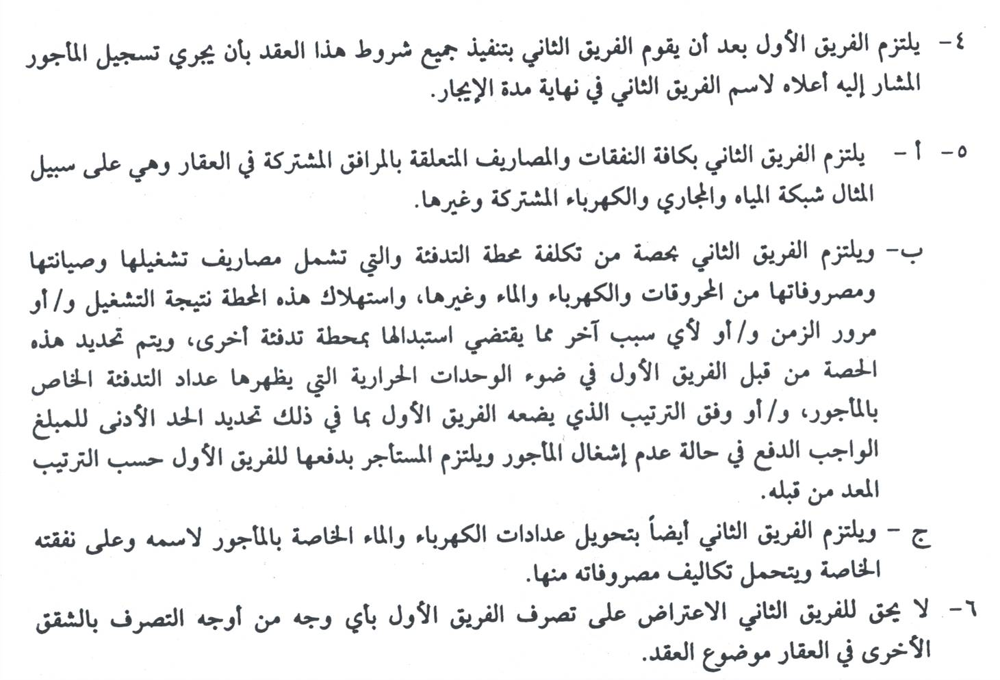 ٤- يلتزم الفريق الأول بعد أن يقوم الفريق الثاني بتنفيذ جميع شروط هذا العقد بأن يجري تسجيل المأجور
المشار إليه أعلاه لاسم الفريق الثاني في نهاية مدة الإيجار.
٥- أ- يلتزم الفريق الثاني بكافة النفقات والمصاريف المتعلقة بالمرافق المشتركة في العقار وهي على سبيل
المثال شبكة المياه والمجاري والكهرباء المشتركة وغيرها.
ب- ويلتزم الفريق الثاني بحصة من تكلفة محطة التدفئة والتي تشمل مصاريف تشغيلها وصيانتها
ومصروفاتها من المحروقات والكهرباء والماء وغيرها، واستهلاك هذه المحطة نتيجة التشغيل و/أو
مرور الزمن و/أو لأي سبب آخر مما يقتضي استبدالها بمحطة تدفئة أخرى، ويتم تحديد هذه
الحصة من قبل الفريق الأول في ضوء الوحدات الحرارية التي يظهرها عداد التدفئة الخاص
بالمأجور، و/أو وفق الترتيب الذي يضعه الفريق الأول بما في ذلك تحديد الحد الأدنى للمبلغ
الواجب الدفع في حالة عدم إشغال المأجور ويلتزم المستأجر بدفعها للفريق الأول حسب الترتيب
المعد من قبله.
ج - ويلتزم الفريق الثاني أيضاً بتحويل عدادات الكهرباء والماء الخاصة بالمأجور لاسمه وعلى نفقته
الخاصة ويتحمل تكاليف مصروفاته منها.
٦- لا يحق للفريق الثاني الاعتراض على تصرف الفريق الأول بأي وجه من أوجه التصرف بالشقق
الأخرى في العقار موضوع العقد.